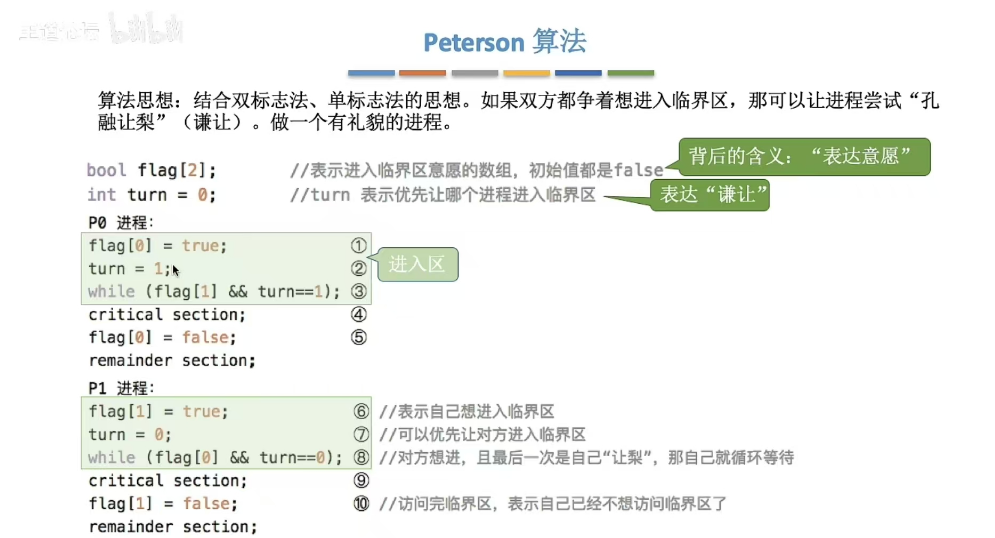 王道论坛 bilibili
Peterson 算法
算法思想：结合双标志法、单标志法的思想。如果双方都争着想进入临界区，那可以让进程尝试“孔
融让梨”（谦让）。做一个有礼貌的进程。
背后的含义：“表达意愿”
bool flag[2]; //表示进入临界区意愿的数组，初始值都是false
int turn = 0; //turn 表示优先让哪个进程进入临界区
表达“谦让”
P0 进程：
flag[0] = true; ①
turn = 1; ②
进入区
while (flag[1] && turn==1); ③
critical section; ④
flag[0] = false; ⑤
remainder section;
P1 进程：
flag[1] = true; ⑥ //表示自己想进入临界区
turn = 0; ⑦ //可以优先让对方进入临界区
while (flag[0] && turn==0); ⑧ //对方想进，且最后一次是自己“让梨”，那自己就循环等待
critical section; ⑨
flag[1] = false; ⑩ //访问完临界区，表示自己已经不想访问临界区了
remainder section;